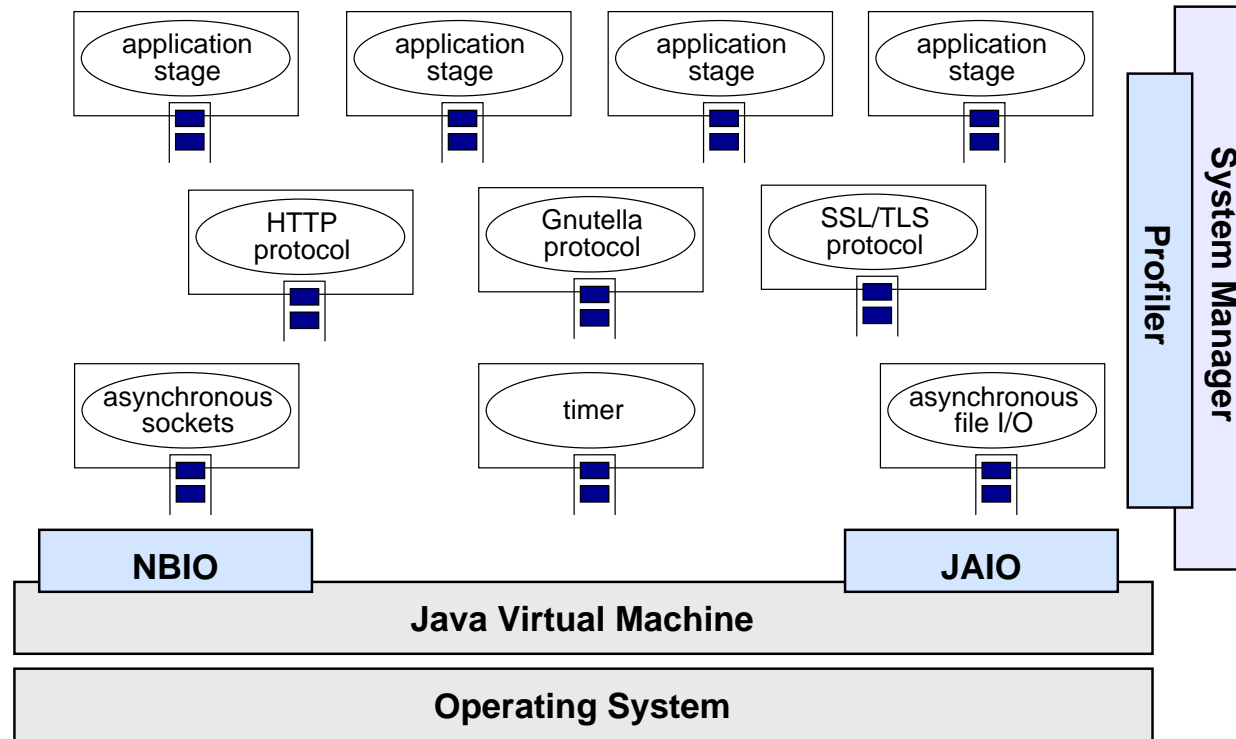 application
stage
application
stage
application
stage
application
stage
HTTP
protocol
Gnutella
protocol
SSL/TLS
protocol
asynchronous
sockets
timer
asynchronous
file I/O
Profiler
System Manager
NBIO
JAIO
Java Virtual Machine
Operating System